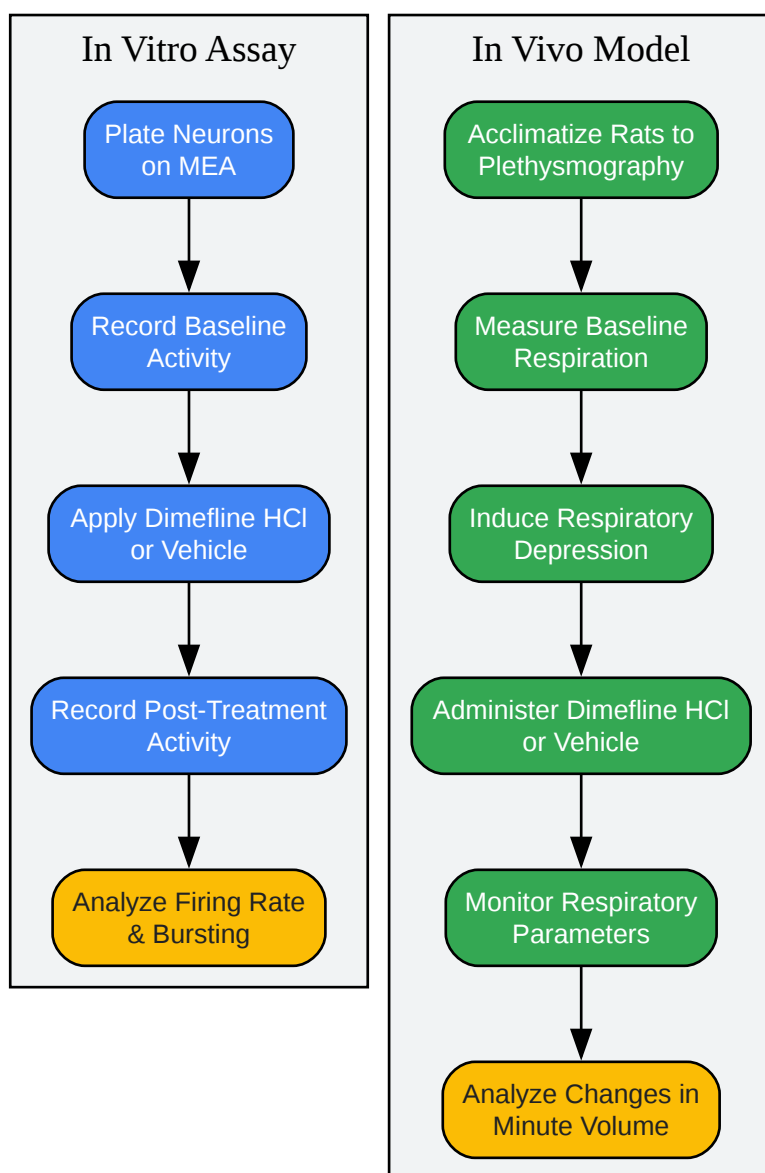 In Vitro Assay
Plate Neurons
on MEA
Record Baseline
Activity
Apply Dimefline HCl
or Vehicle
Record Post-Treatment
Activity
Analyze Firing Rate
& Bursting
In Vivo Model
Acclimatize Rats to
Plethysmography
Measure Baseline
Respiration
Induce Respiratory
Depression
Administer Dimefline HCl
or Vehicle
Monitor Respiratory
Parameters
Analyze Changes in
Minute Volume